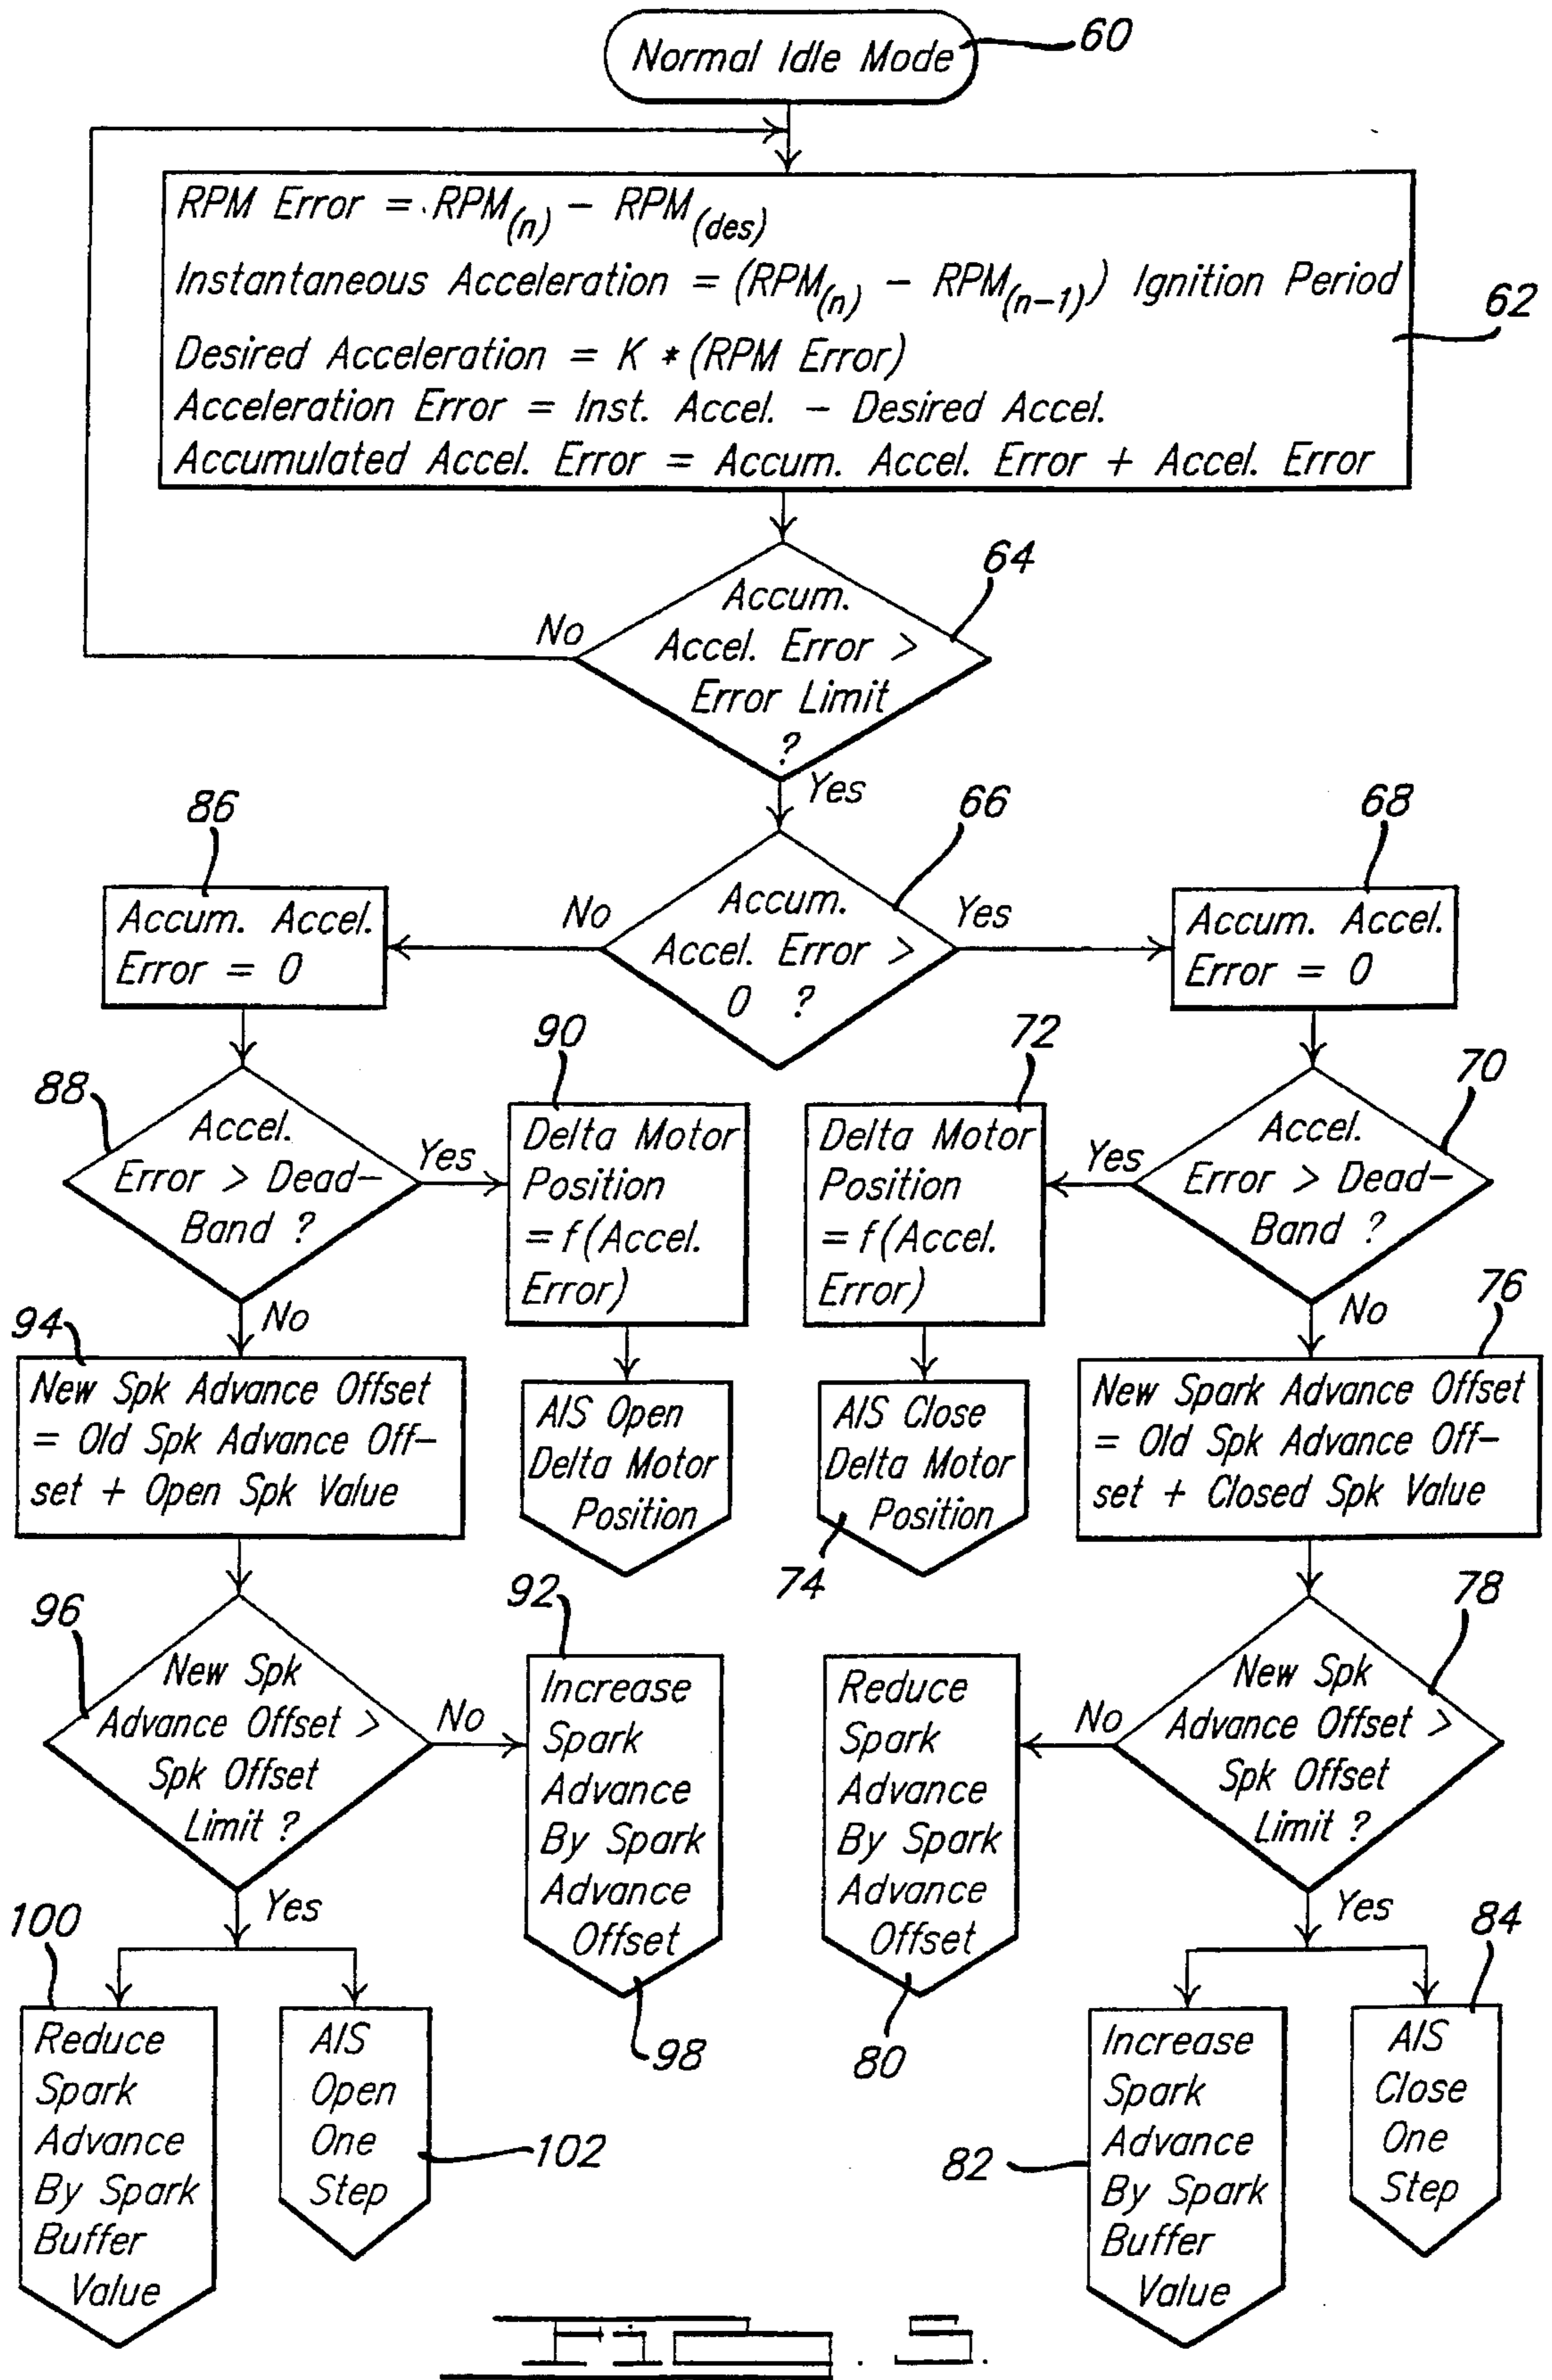 Normal Idle Mode
60
RPM Error = RPM(n) - RPM(des)
Instantaneous Acceleration = (RPM(n) - RPM(n-1)) Ignition Period
Desired Acceleration = K * (RPM Error)
Acceleration Error = Inst. Accel. - Desired Accel.
Accumulated Accel. Error = Accum. Accel. Error + Accel. Error
62
Accum.
Accel. Error >
Error Limit
?
64
No
Yes
Accum.
Accel. Error >
0 ?
66
No
Yes
86
Accum. Accel.
Error = 0
68
Accum. Accel.
Error = 0
88
Accel.
Error > Dead-
Band ?
Yes
No
90
Delta Motor
Position
= f(Accel.
Error)
72
Delta Motor
Position
= f(Accel.
Error)
70
Accel.
Error > Dead-
Band ?
Yes
No
94
New Spk Advance Offset
= Old Spk Advance Off-
set + Open Spk Value
AIS Open
Delta Motor
Position
AIS Close
Delta Motor
Position
74
76
New Spark Advance Offset
= Old Spk Advance Off-
set + Closed Spk Value
96
New Spk
Advance Offset >
Spk Offset
Limit ?
No
Yes
92
Increase
Spark
Advance
By Spark
Advance
Offset
98
Reduce
Spark
Advance
By Spark
Advance
Offset
80
78
New Spk
Advance Offset >
Spk Offset
Limit ?
No
Yes
100
Reduce
Spark
Advance
By Spark
Buffer
Value
AIS
Open
One
Step
102
82
Increase
Spark
Advance
By Spark
Buffer
Value
84
AIS
Close
One
Step